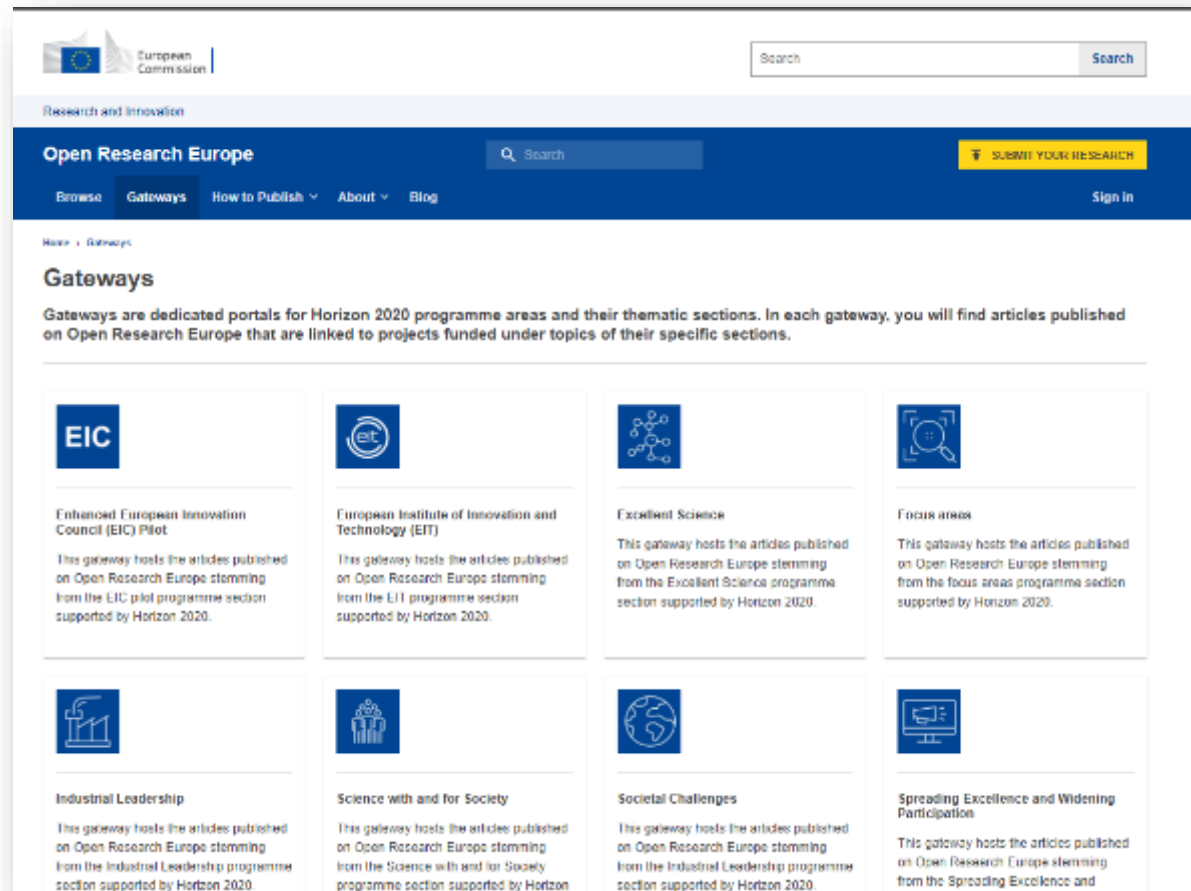 European
Commission
Search
Search
Research and Innovation
Open Research Europe
Search
SUBMIT YOUR RESEARCH
Browse Gateways How to Publish About Blog
Sign in
Home › Gateways
Gateways
Gateways are dedicated portals for Horizon 2020 programme areas and their thematic sections. In each gateway, you will find articles published
on Open Research Europe that are linked to projects funded under topics of their specific sections.
EIC
Enhanced European Innovation
Council (EIC) Pilot
This gateway hosts the articles published
on Open Research Europe stemming
from the EIC pilot programme section
supported by Horizon 2020.
eit
European Institute of Innovation and
Technology (EIT)
This gateway hosts the articles published
on Open Research Europe stemming
from the EIT programme section
supported by Horizon 2020.
Excellent Science
This gateway hosts the articles published
on Open Research Europe stemming
from the Excellent Science programme
section supported by Horizon 2020.
Focus areas
This gateway hosts the articles published
on Open Research Europe stemming
from the focus areas programme section
supported by Horizon 2020.
Industrial Leadership
This gateway hosts the articles published
on Open Research Europe stemming
from the Industrial Leadership programme
section supported by Horizon 2020.
Science with and for Society
This gateway hosts the articles published
on Open Research Europe stemming
from the Science with and for Society
programme section supported by Horizon
Societal Challenges
This gateway hosts the articles published
on Open Research Europe stemming
from the Industrial Leadership programme
section supported by Horizon 2020.
Spreading Excellence and Widening
Participation
This gateway hosts the articles published
on Open Research Europe stemming
from the Spreading Excellence and